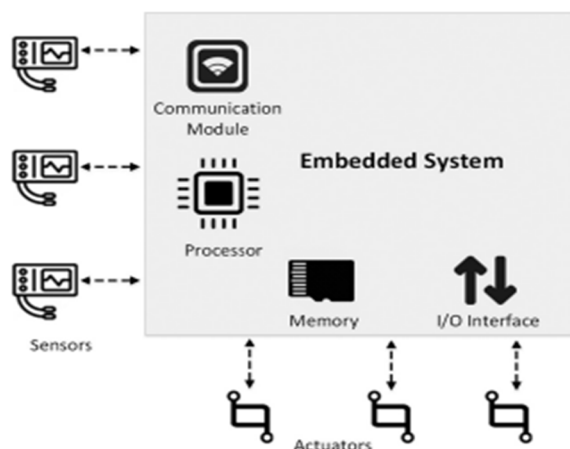 Communication
Module
Embedded System
Processor
Memory
I/O Interface
Sensors
Actuators